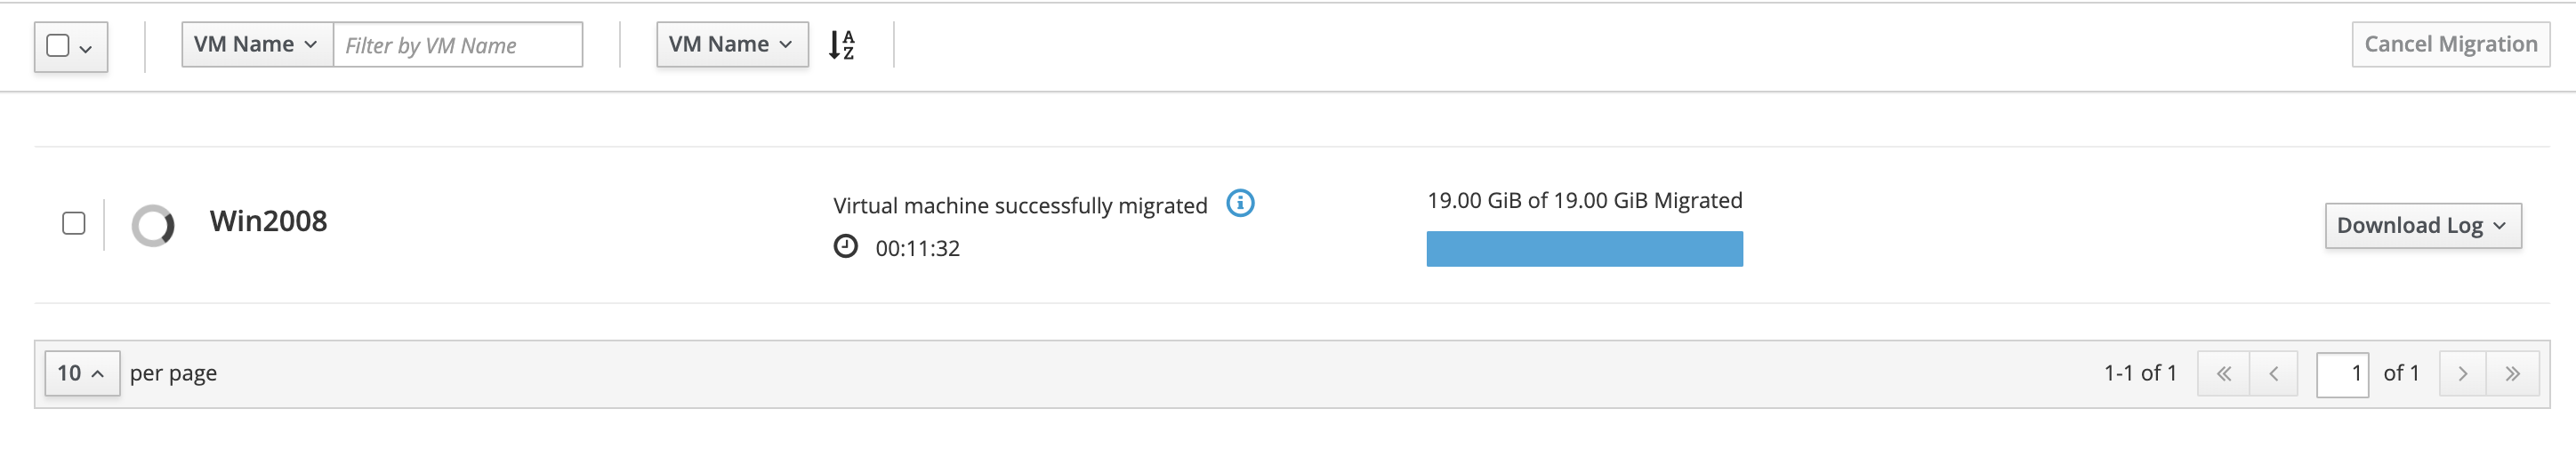 VM Name Filter by VM Name VM Name A Z Cancel Migration
Win2008
Virtual machine successfully migrated
00:11:32
19.00 GiB of 19.00 GiB Migrated
Download Log
10 per page 1-1 of 1 1 of 1